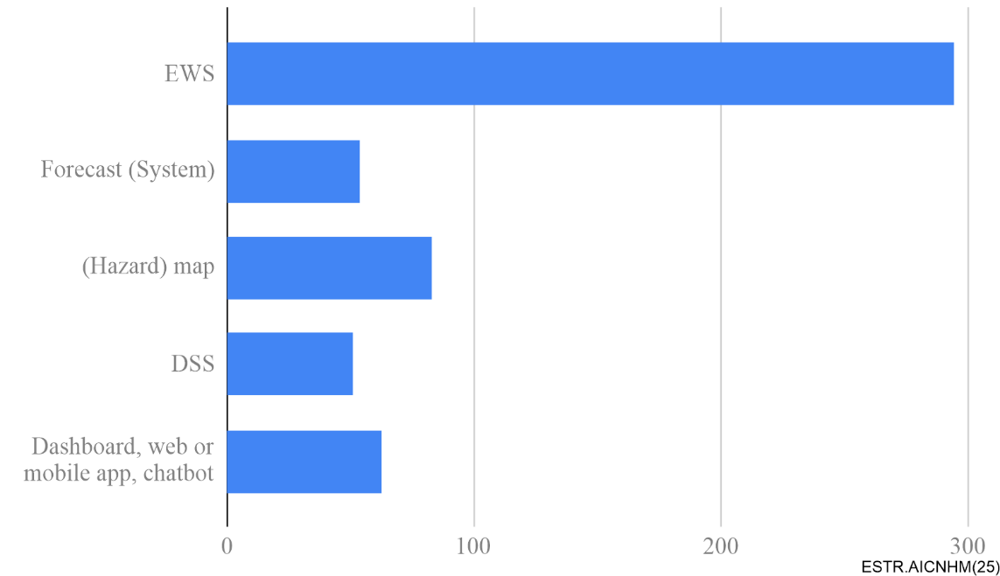 EWS
Forecast (System)
(Hazard) map
DSS
Dashboard, web or
mobile app, chatbot
0
100
200
300
ESTR.AICNHM(25)